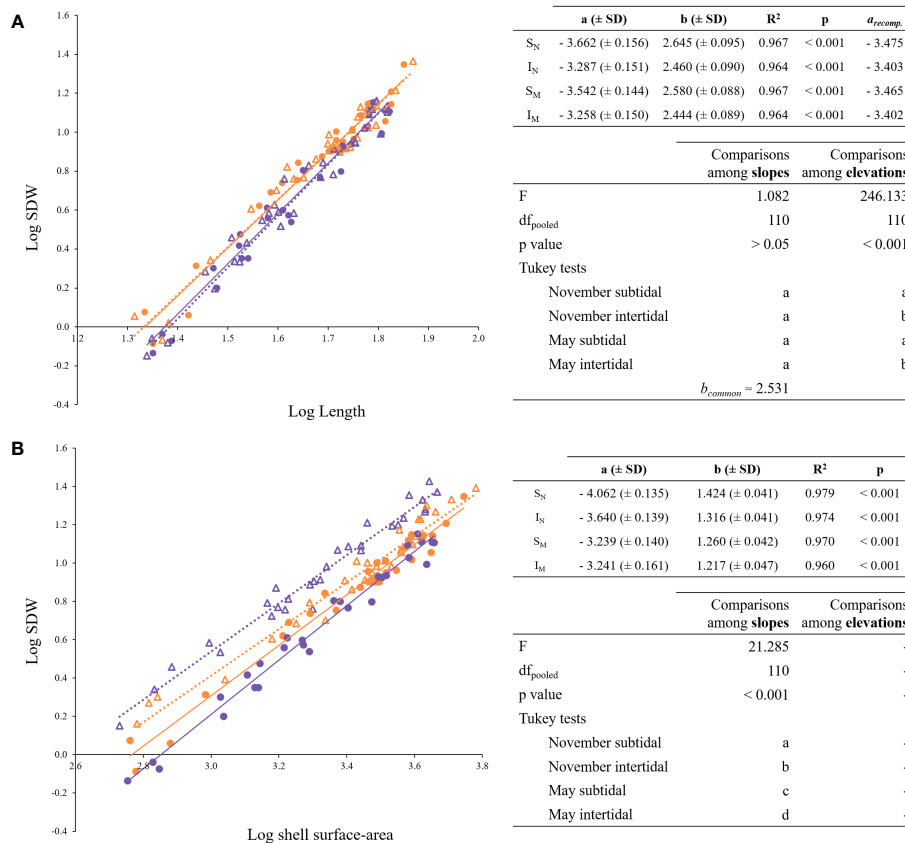 A
1.6
1.4
1.2
1.0
0.8
0.6
0.4
0.2
0.0
-0.2
-0.4
1.2 1.3 1.4 1.5 1.6 1.7 1.8 1.9 2.0
Log SDW
Log Length
a (± SD) b (± SD) R² p a_recomp.
S_N - 3.662 (± 0.156) 2.645 (± 0.095) 0.967 < 0.001 - 3.475
I_N - 3.287 (± 0.151) 2.460 (± 0.090) 0.964 < 0.001 - 3.403
S_M - 3.542 (± 0.144) 2.580 (± 0.088) 0.967 < 0.001 - 3.465
I_M - 3.258 (± 0.150) 2.444 (± 0.089) 0.964 < 0.001 - 3.402
Comparisons Comparisons
among slopes among elevations
F 1.082 246.133
df_pooled 110 110
p value > 0.05 < 0.001
Tukey tests
November subtidal a a
November intertidal a b
May subtidal a a
May intertidal a b
b_common = 2.531
B
1.6
1.4
1.2
1.0
0.8
0.6
0.4
0.2
0.0
-0.2
-0.4
2.6 2.8 3.0 3.2 3.4 3.6 3.8
Log SDW
Log shell surface-area
a (± SD) b (± SD) R² p
S_N - 4.062 (± 0.135) 1.424 (± 0.041) 0.979 < 0.001
I_N - 3.640 (± 0.139) 1.316 (± 0.041) 0.974 < 0.001
S_M - 3.239 (± 0.140) 1.260 (± 0.042) 0.970 < 0.001
I_M - 3.241 (± 0.161) 1.217 (± 0.047) 0.960 < 0.001
Comparisons Comparisons
among slopes among elevations
F 21.285 -
df_pooled 110 -
p value < 0.001 -
Tukey tests
November subtidal a -
November intertidal b -
May subtidal c -
May intertidal d -